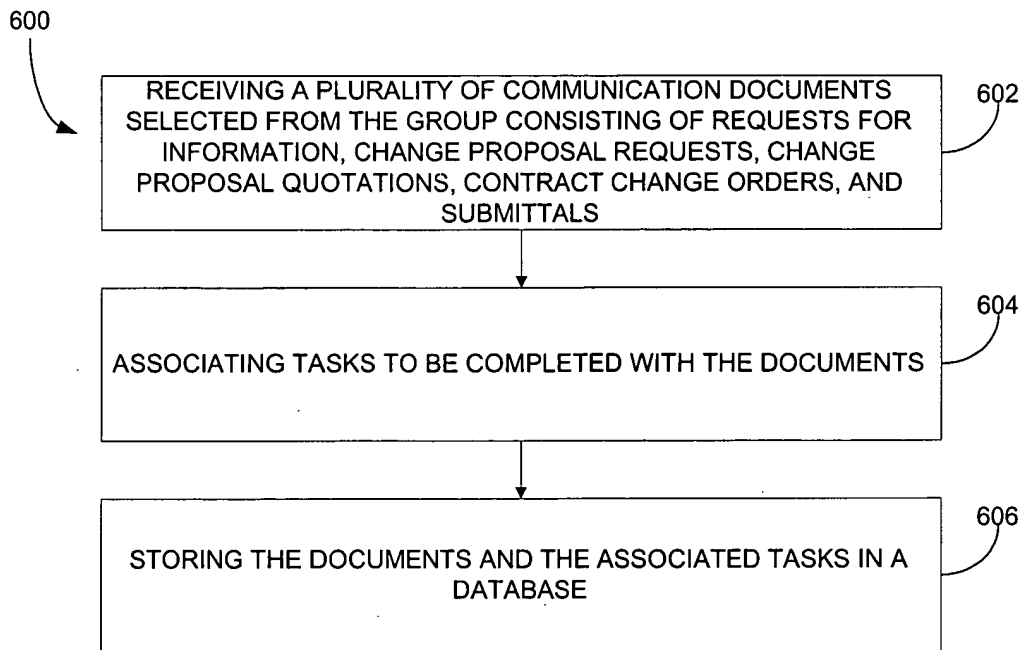 600
RECEIVING A PLURALITY OF COMMUNICATION DOCUMENTS
SELECTED FROM THE GROUP CONSISTING OF REQUESTS FOR
INFORMATION, CHANGE PROPOSAL REQUESTS, CHANGE
PROPOSAL QUOTATIONS, CONTRACT CHANGE ORDERS, AND
SUBMITTALS
602
ASSOCIATING TASKS TO BE COMPLETED WITH THE DOCUMENTS
604
STORING THE DOCUMENTS AND THE ASSOCIATED TASKS IN A
DATABASE
606